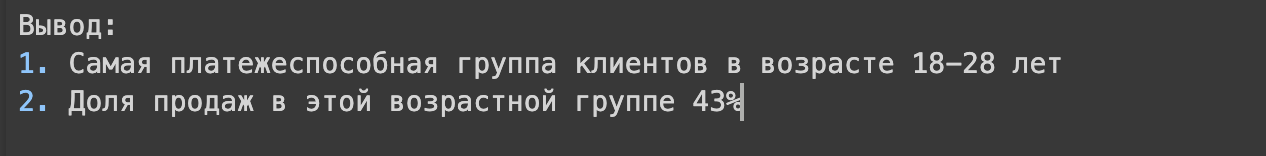 Вывод:
1. Самая платежеспособная группа клиентов в возрасте 18-28 лет
2. Доля продаж в этой возрастной группе 43%